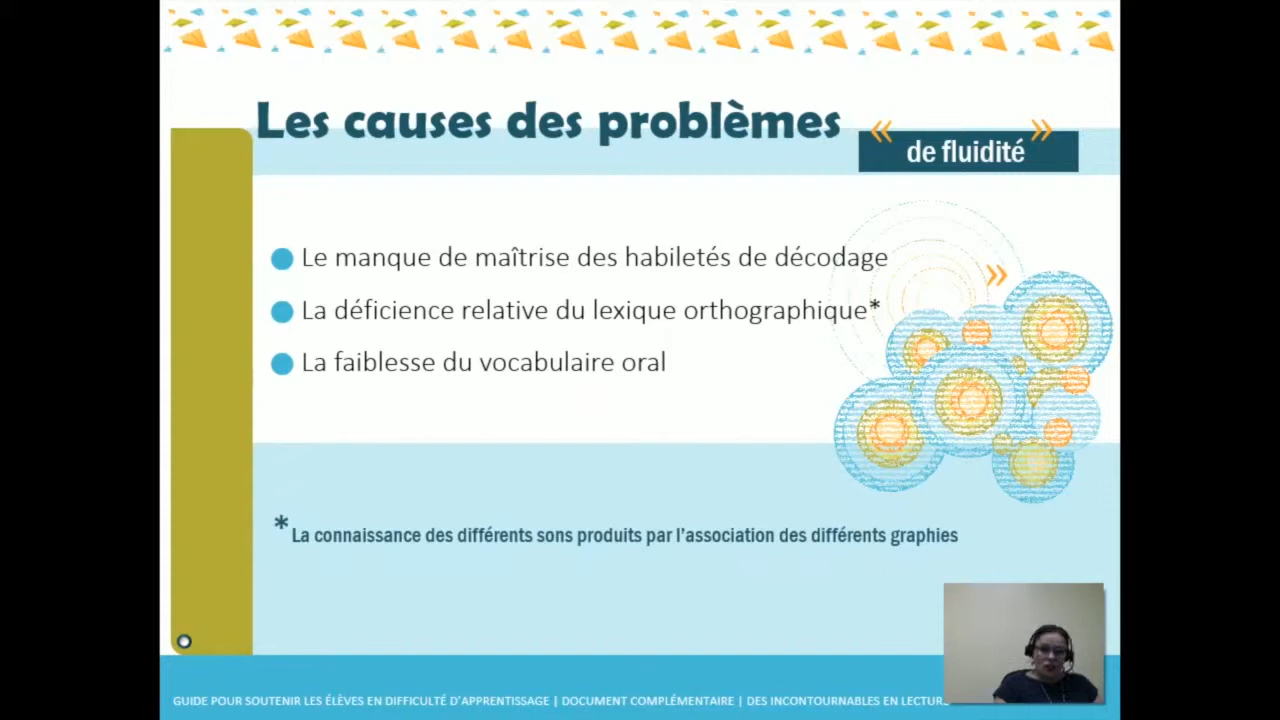 Les causes des problèmes
« de fluidité »
Le manque de maîtrise des habiletés de décodage
La déficience relative du lexique orthographique*
La faiblesse du vocabulaire oral
* La connaissance des différents sons produits par l'association des différents graphies
GUIDE POUR SOUTENIR LES ÉLÈVES EN DIFFICULTÉ D'APPRENTISSAGE | DOCUMENT COMPLÉMENTAIRE | DES INCONTOURNABLES EN LECTURE